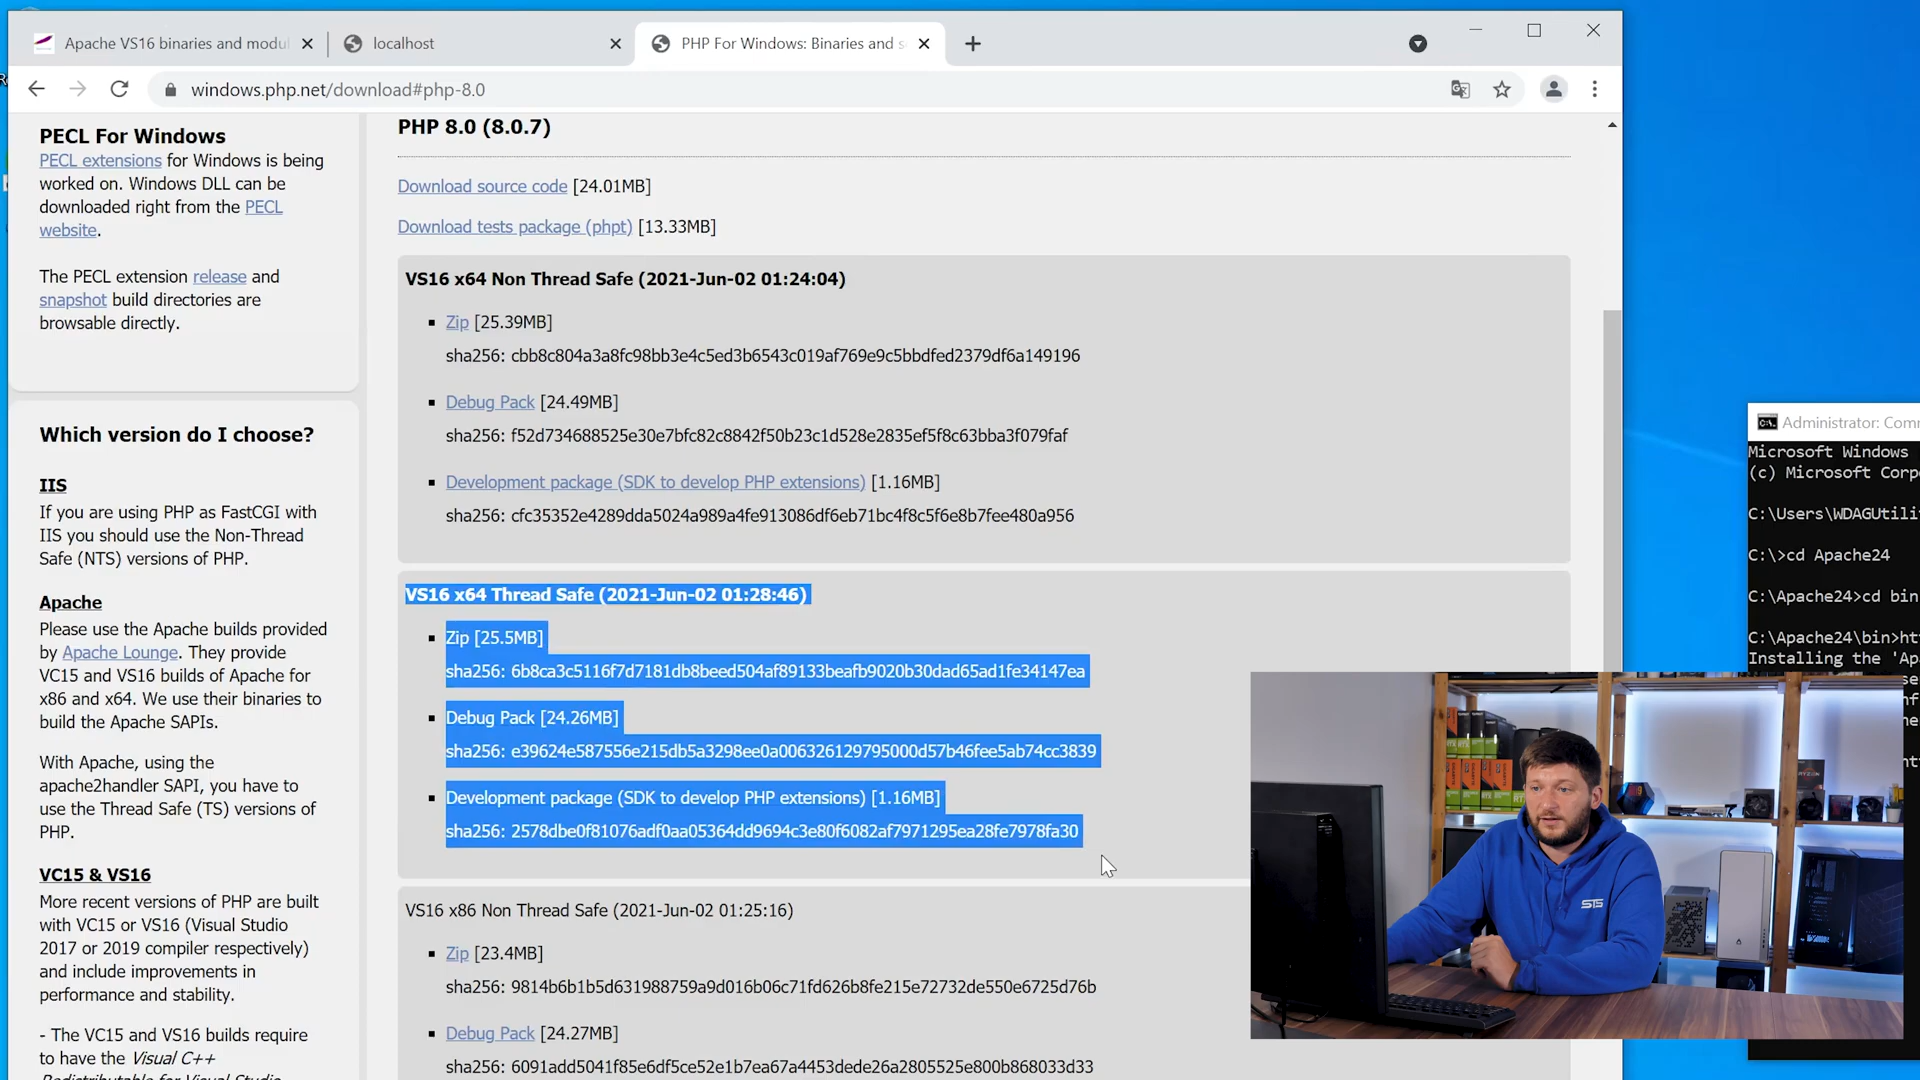 Apache VS16 binaries and modul
localhost
PHP For Windows: Binaries and s
windows.php.net/download#php-8.0
PECL For Windows
PECL extensions for Windows is being
worked on. Windows DLL can be
downloaded right from the PECL
website.
The PECL extension release and
snapshot build directories are
browsable directly.
Which version do I choose?
IIS
If you are using PHP as FastCGI with
IIS you should use the Non-Thread
Safe (NTS) versions of PHP.
Apache
Please use the Apache builds provided
by Apache Lounge. They provide
VC15 and VS16 builds of Apache for
x86 and x64. We use their binaries to
build the Apache SAPIs.
With Apache, using the
apache2handler SAPI, you have to
use the Thread Safe (TS) versions of
PHP.
VC15 & VS16
More recent versions of PHP are built
with VC15 or VS16 (Visual Studio
2017 or 2019 compiler respectively)
and include improvements in
performance and stability.
- The VC15 and VS16 builds require
to have the Visual C++
Redistributable for Visual Studio
PHP 8.0 (8.0.7)
Download source code [24.01MB]
Download tests package (phpt) [13.33MB]
VS16 x64 Non Thread Safe (2021-Jun-02 01:24:04)
Zip [25.39MB]
sha256: cbb8c804a3a8fc98bb3e4c5ed3b6543c019af769e9c5bbdfed2379df6a149196
Debug Pack [24.49MB]
sha256: f52d734688525e30e7bfc82c8842f50b23c1d528e2835ef5f8c63bba3f079faf
Development package (SDK to develop PHP extensions) [1.16MB]
sha256: cfc35352e4289dda5024a989a4fe913086df6eb71bc4f8c5f6e8b7fee480a956
VS16 x64 Thread Safe (2021-Jun-02 01:28:46)
Zip [25.5MB]
sha256: 6b8ca3c5116f7d7181db8beed504af89133beafb9020b30dad65ad1fe34147ea
Debug Pack [24.26MB]
sha256: e39624e587556e215db5a3298ee0a006326129795000d57b46fee5ab74cc3839
Development package (SDK to develop PHP extensions) [1.16MB]
sha256: 2578dbe0f81076adf0aa05364dd9694c3e80f6082af7971295ea28fe7978fa30
VS16 x86 Non Thread Safe (2021-Jun-02 01:25:16)
Zip [23.4MB]
sha256: 9814b6b1b5d631988759a9d016b06c71fd626b8fe215e72732de550e6725d76b
Debug Pack [24.27MB]
sha256: 6091add5041f85e6df5ce52e1b7ea67a4453dede26a2805525e800b868033d33
Administrator: Comm
Microsoft Windows
(c) Microsoft Corpo
C:\Users\WDAGUtili
C:\>cd Apache24
C:\Apache24>cd bin
C:\Apache24\bin>ht
Installing the 'Ap
STS